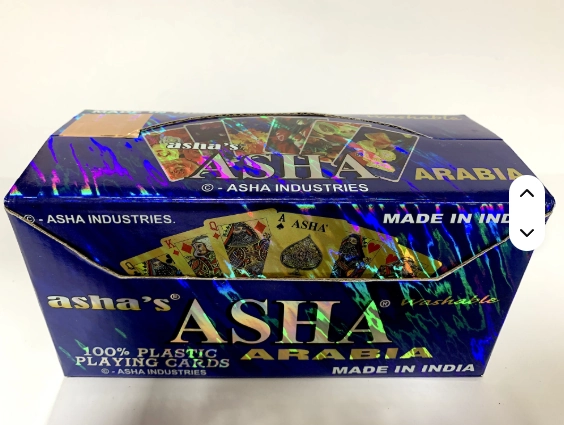 asha's
ASHA
ARABIA
© - ASHA INDUSTRIES
© - ASHA INDUSTRIES.
MADE IN IND
Q
K
Q
A
ASHA
asha's®
ASHA®
Washable
100% PLASTIC
PLAYING CARDS
ARABIA
© - ASHA INDUSTRIES
MADE IN INDIA